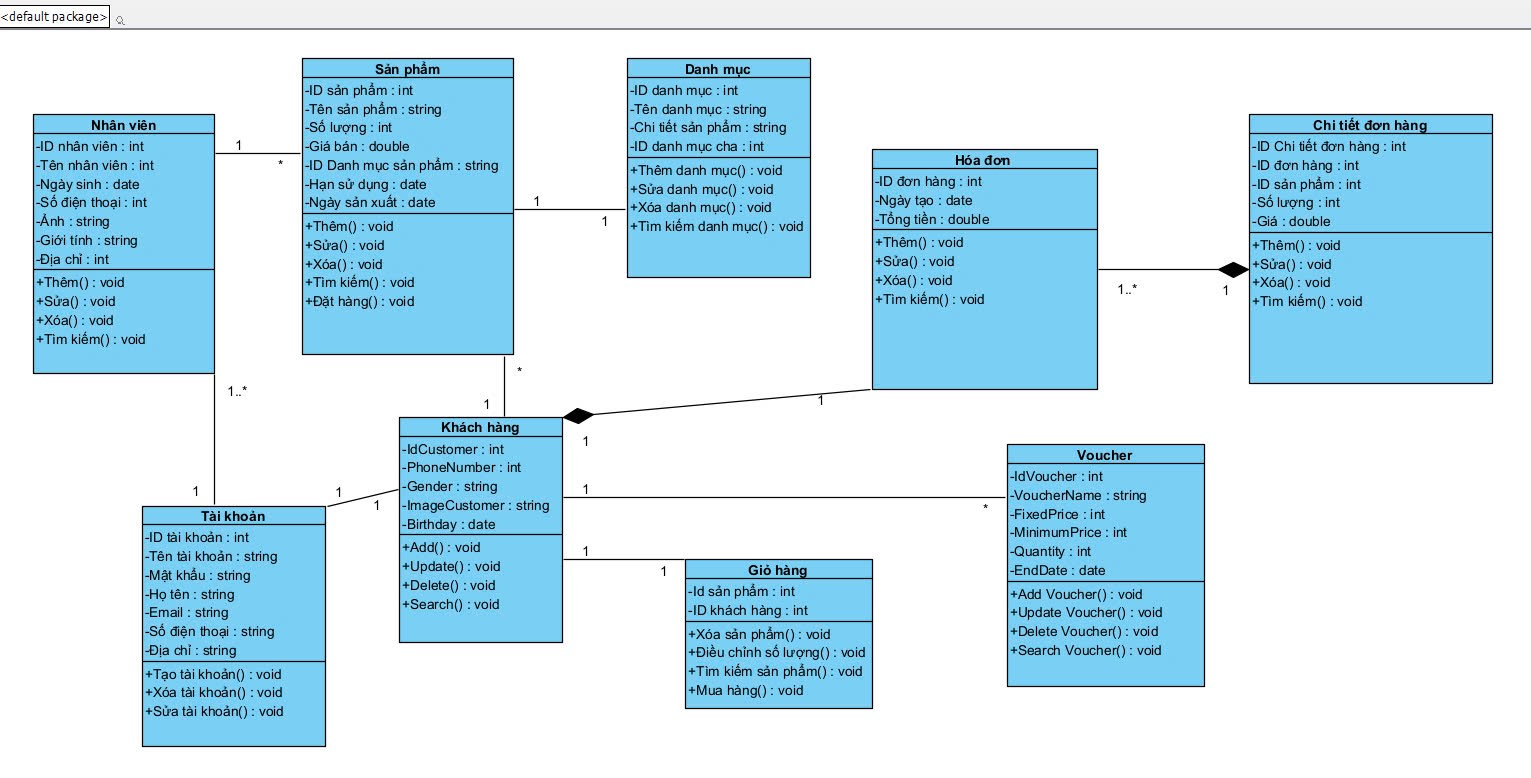 <default package>
Nhân viên
-ID nhân viên : int
-Tên nhân viên : int
-Ngày sinh : date
-Số điện thoại : int
-Ảnh : string
-Giới tính : string
-Địa chỉ : int
+Thêm() : void
+Sửa() : void
+Xóa() : void
+Tìm kiếm() : void
1
*
Sản phẩm
-ID sản phẩm : int
-Tên sản phẩm : string
-Số lượng : int
-Giá bán : double
-ID Danh mục sản phẩm : string
-Hạn sử dụng : date
-Ngày sản xuất : date
+Thêm() : void
+Sửa() : void
+Xóa() : void
+Tìm kiếm() : void
+Đặt hàng() : void
1
1
Danh mục
-ID danh mục : int
-Tên danh mục : string
-Chi tiết sản phẩm : string
-ID danh mục cha : int
+Thêm danh mục() : void
+Sửa danh mục() : void
+Xóa danh mục() : void
+Tìm kiếm danh mục() : void
Hóa đơn
-ID đơn hàng : int
-Ngày tạo : date
-Tổng tiền : double
+Thêm() : void
+Sửa() : void
+Xóa() : void
+Tìm kiếm() : void
1..*
1
Chi tiết đơn hàng
-ID Chi tiết đơn hàng : int
-ID đơn hàng : int
-ID sản phẩm : int
-Số lượng : int
-Giá : double
+Thêm() : void
+Sửa() : void
+Xóa() : void
+Tìm kiếm() : void
1..*
1
*
1
1
1
Tài khoản
-ID tài khoản : int
-Tên tài khoản : string
-Mật khẩu : string
-Họ tên : string
-Email : string
-Số điện thoại : string
-Địa chỉ : string
+Tạo tài khoản() : void
+Xóa tài khoản() : void
+Sửa tài khoản() : void
1
1
Khách hàng
-IdCustomer : int
-PhoneNumber : int
-Gender : string
-ImageCustomer : string
-Birthday : date
+Add() : void
+Update() : void
+Delete() : void
+Search() : void
1
*
1
1
Giỏ hàng
-Id sản phẩm : int
-ID khách hàng : int
+Xóa sản phẩm() : void
+Điều chỉnh số lượng() : void
+Tìm kiếm sản phẩm() : void
+Mua hàng() : void
Voucher
-IdVoucher : int
-VoucherName : string
-FixedPrice : int
-MinimumPrice : int
-Quantity : int
-EndDate : date
+Add Voucher() : void
+Update Voucher() : void
+Delete Voucher() : void
+Search Voucher() : void